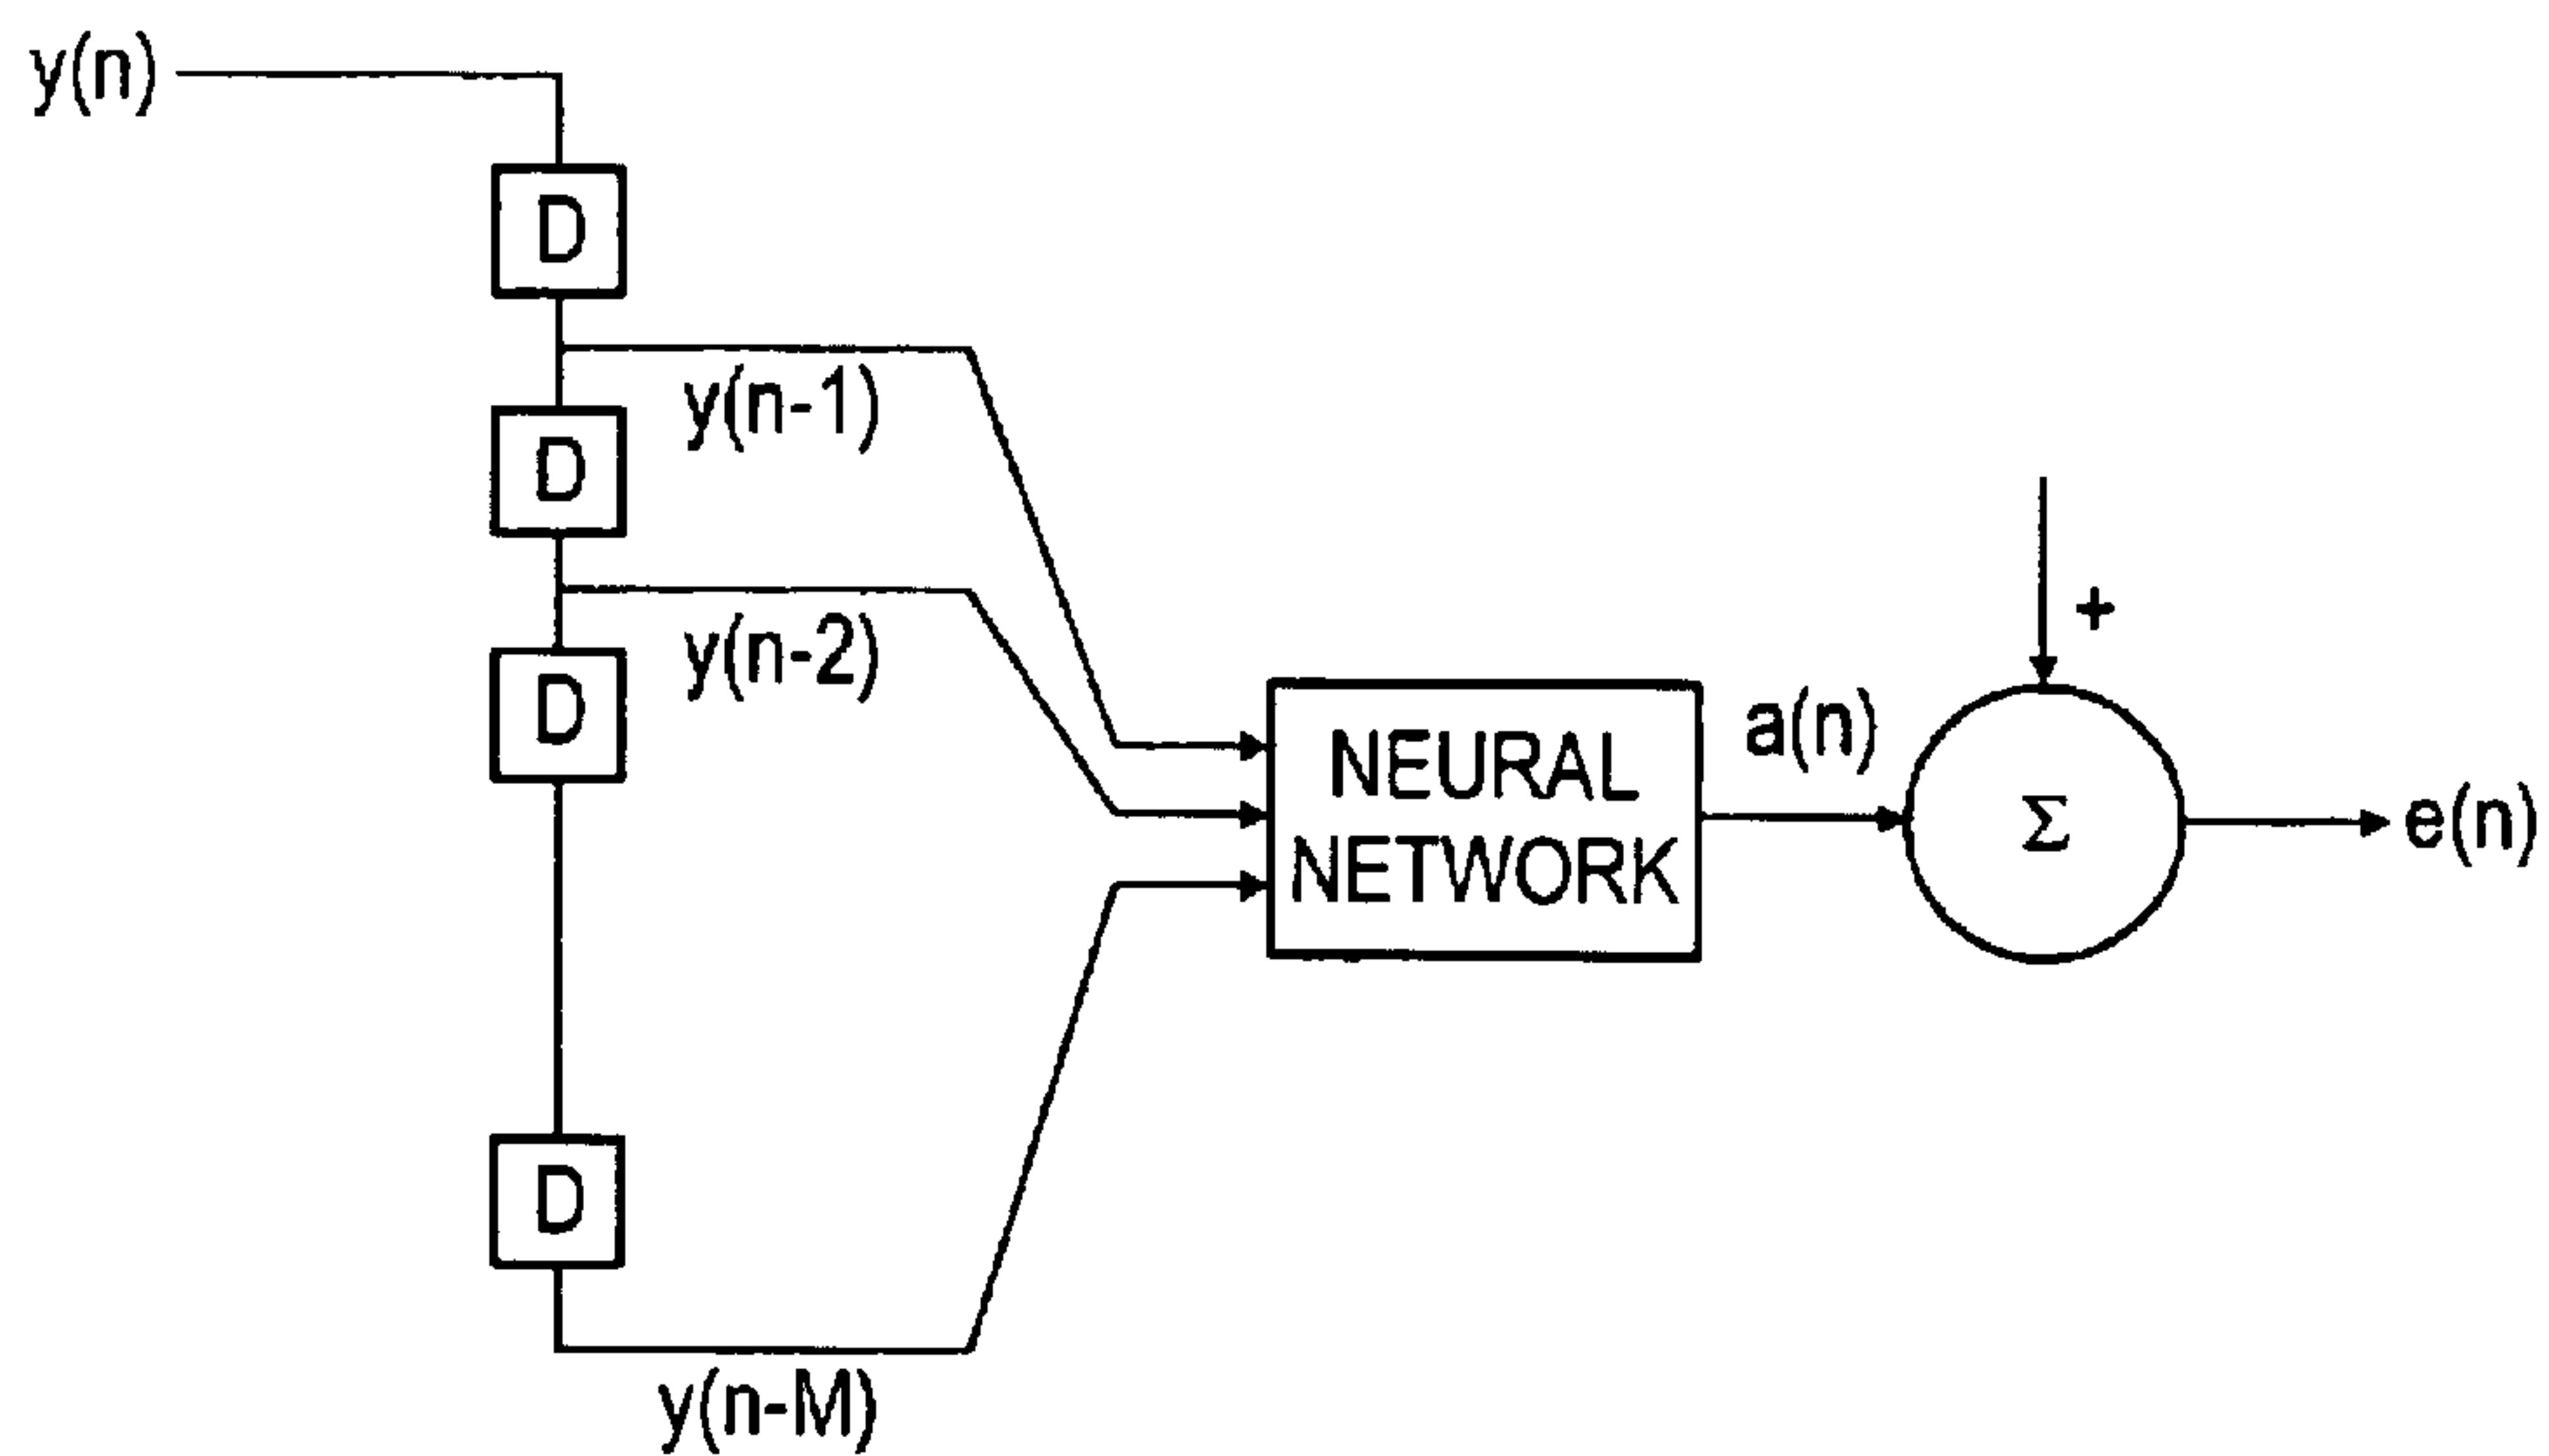 y(n)
D
y(n-1)
D
y(n-2)
D
D
y(n-M)
NEURAL
NETWORK
a(n)
+
Σ
e(n)